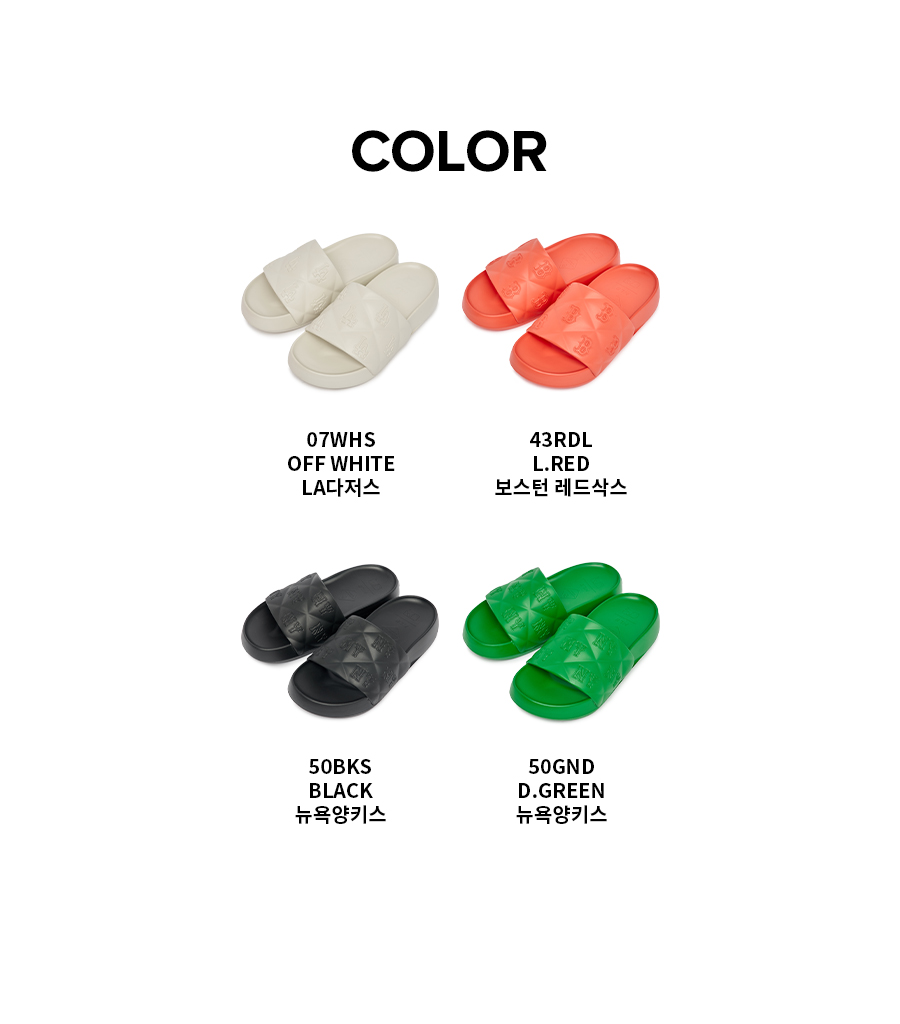 COLOR
07WHS
OFF WHITE
LA다저스
43RDL
L.RED
보스턴 레드삭스
50BKS
BLACK
뉴욕양키스
50GND
D.GREEN
뉴욕양키스